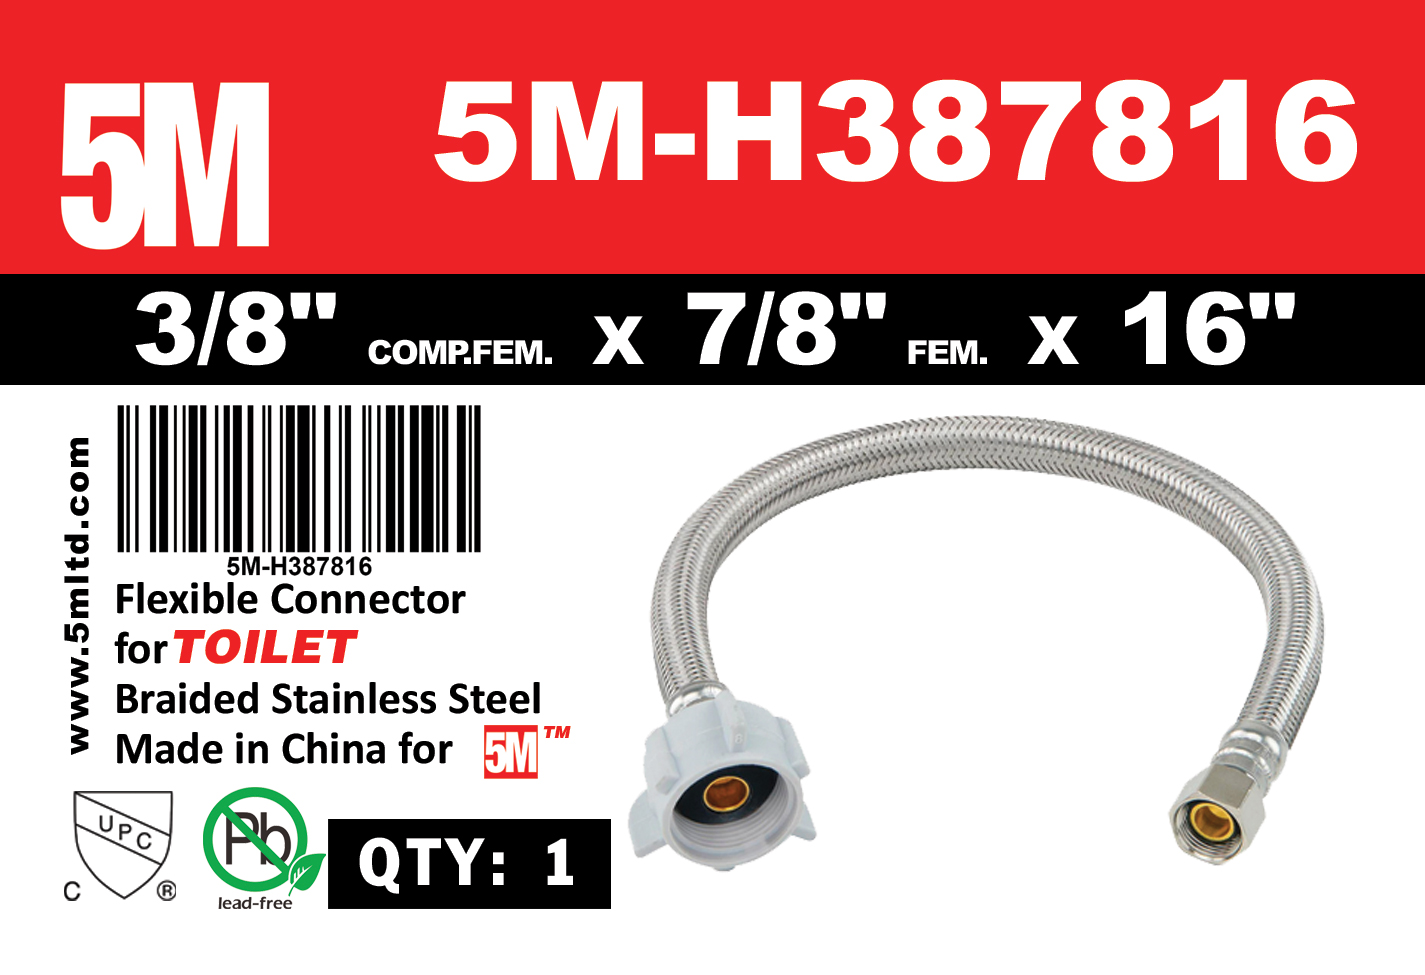 5M
5M-H387816
3/8" COMP.FEM. x 7/8" FEM. x 16"
www.5mltd.com
5M-H387816
Flexible Connector
for TOILET
Braided Stainless Steel
Made in China for 5M™
UPC
C ®
Pb
lead-free
QTY: 1